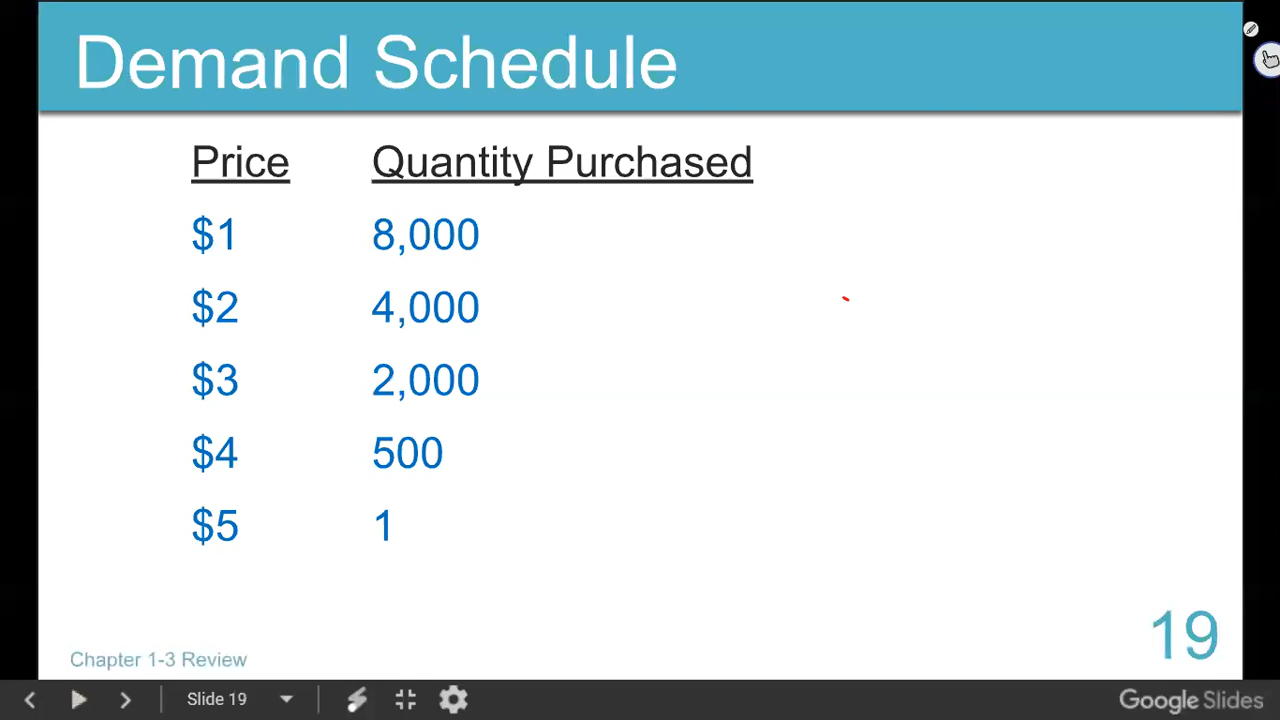 Demand Schedule
Price Quantity Purchased
$1 8,000
$2 4,000
$3 2,000
$4 500
$5 1
19
Chapter 1-3 Review
Slide 19
Google Slides